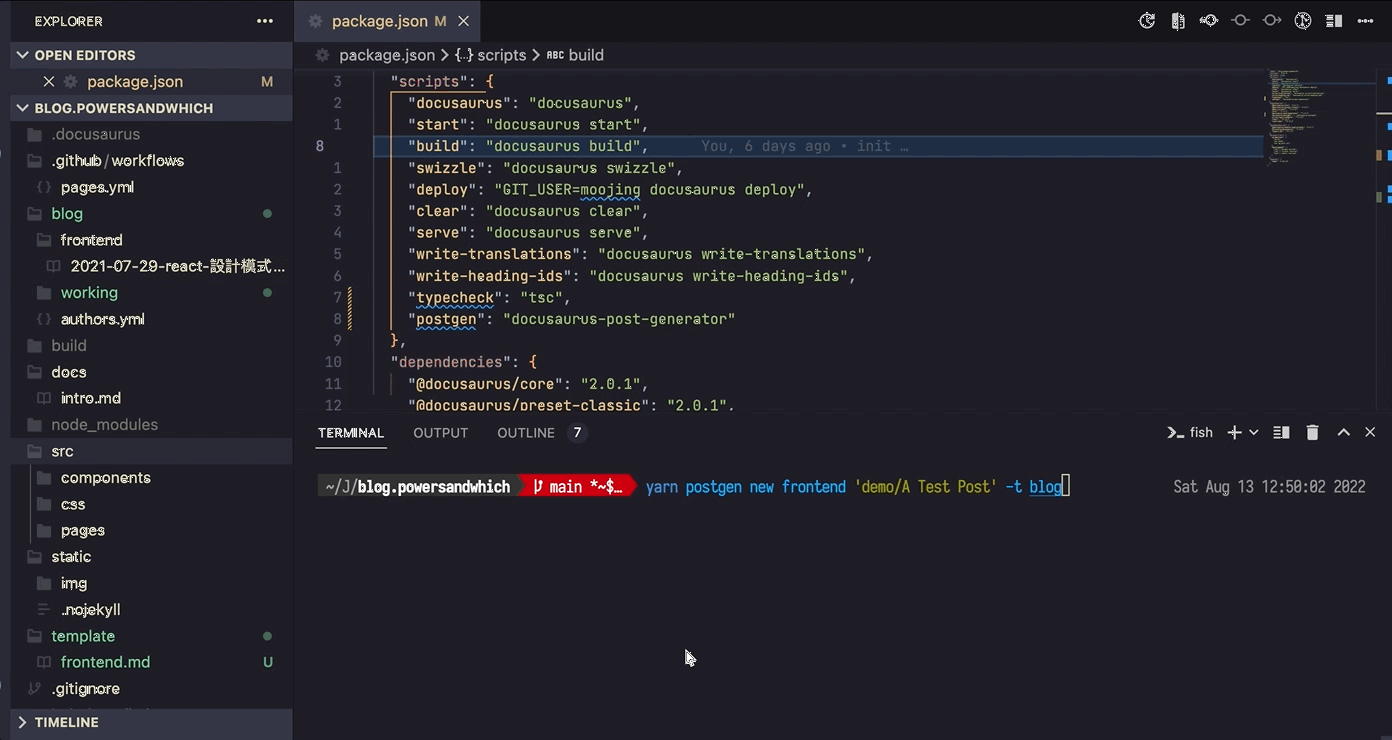 EXPLORER
OPEN EDITORS
package.json M
BLOG.POWERSANDWHICH
.docusaurus
.github/workflows
pages.yml
blog
frontend
2021-07-29-react-設計模式...
working
authors.yml
build
docs
intro.md
node_modules
src
components
css
pages
static
img
.nojekyll
template
frontend.md U
.gitignore
TIMELINE
package.json M
package.json > {..} scripts > ABC build
3 "scripts": {
2 "docusaurus": "docusaurus",
1 "start": "docusaurus start",
8 "build": "docusaurus build", You, 6 days ago • init …
1 "swizzle": "docusaurus swizzle",
2 "deploy": "GIT_USER=moojing docusaurus deploy",
3 "clear": "docusaurus clear",
4 "serve": "docusaurus serve",
5 "write-translations": "docusaurus write-translations",
6 "write-heading-ids": "docusaurus write-heading-ids",
7 "typecheck": "tsc",
8 "postgen": "docusaurus-post-generator"
9 },
10 "dependencies": {
11 "@docusaurus/core": "2.0.1",
12 "@docusaurus/preset-classic": "2.0.1",
TERMINAL OUTPUT OUTLINE 7 fish
~/J/blog.powersandwhich main *~$… yarn postgen new frontend 'demo/A Test Post' -t blog Sat Aug 13 12:50:02 2022